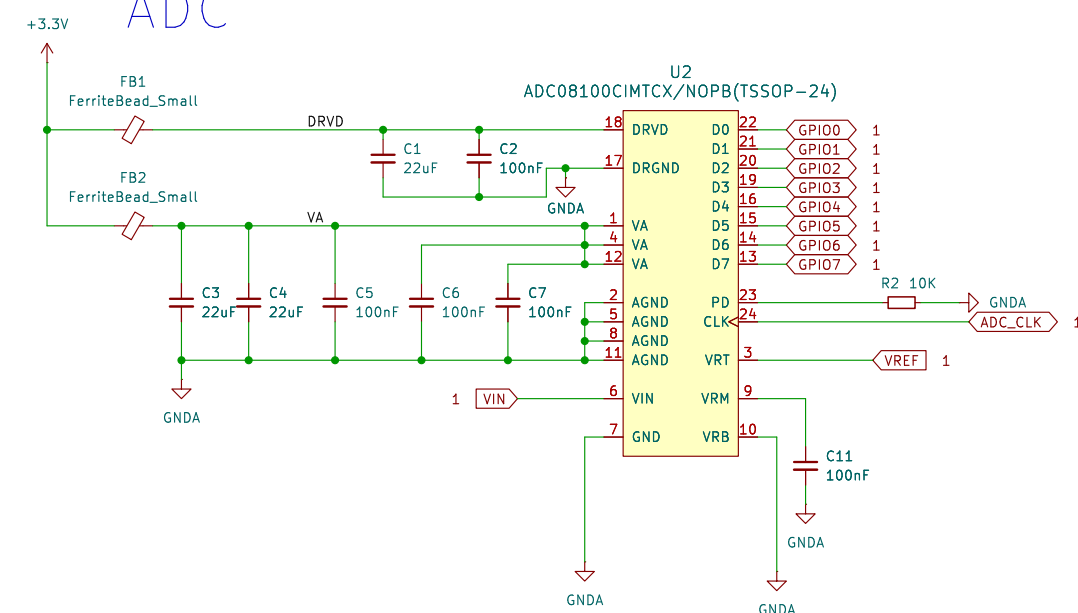 ADC
+3.3V
FB1
FerriteBead_Small
DRVD
C1
22uF
C2
100nF
GNDA
FB2
FerriteBead_Small
VA
C3
22uF
C4
22uF
C5
100nF
C6
100nF
C7
100nF
GNDA
1 VIN
U2
ADC08100CIMTCX/NOPB(TSSOP-24)
18 DRVD
17 DRGND
1 VA
4 VA
12 VA
2 AGND
5 AGND
8 AGND
11 AGND
6 VIN
7 GND
GNDA
D0 22 GPIO0 1
D1 21 GPIO1 1
D2 20 GPIO2 1
D3 19 GPIO3 1
D4 16 GPIO4 1
D5 15 GPIO5 1
D6 14 GPIO6 1
D7 13 GPIO7 1
PD 23 R2 10K GNDA
CLK 24 ADC_CLK 1
VRT 3 VREF 1
VRM 9
VRB 10
C11
100nF
GNDA
GNDA